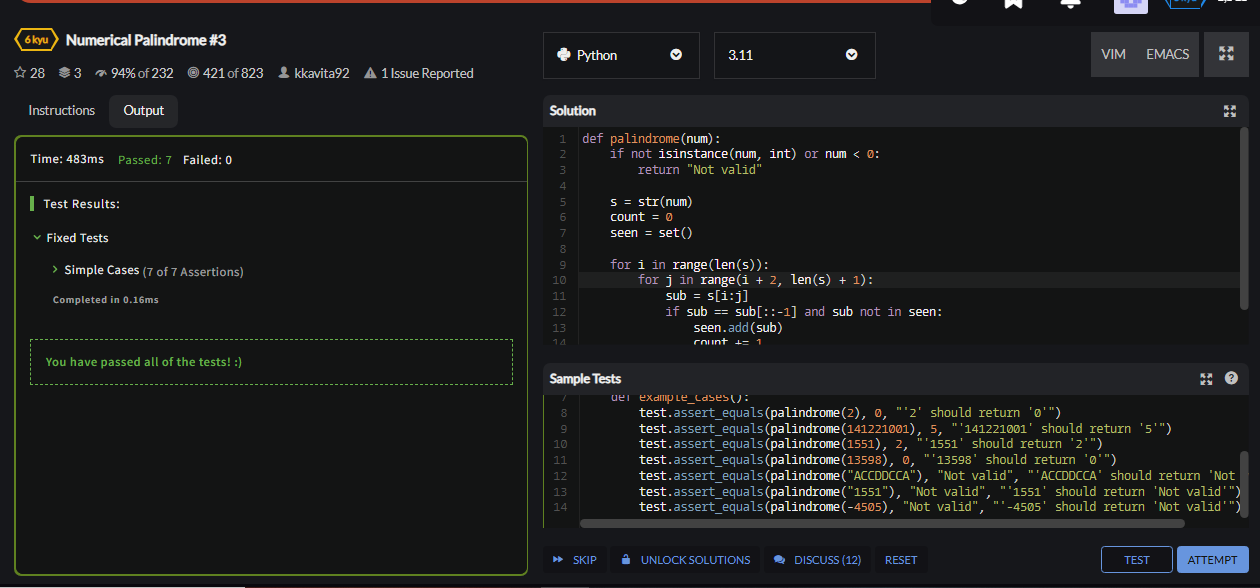 6 kyu Numerical Palindrome #3
28 3 94% of 232 421 of 823 kkavita92 1 Issue Reported
Instructions Output
Time: 483ms Passed: 7 Failed: 0
Test Results:
Fixed Tests
Simple Cases (7 of 7 Assertions)
Completed in 0.16ms
You have passed all of the tests! :)
Python 3.11 VIM EMACS
Solution
1 def palindrome(num):
2 if not isinstance(num, int) or num < 0:
3 return "Not valid"
4
5 s = str(num)
6 count = 0
7 seen = set()
8
9 for i in range(len(s)):
10 for j in range(i + 2, len(s) + 1):
11 sub = s[i:j]
12 if sub == sub[::-1] and sub not in seen:
13 seen.add(sub)
14 count += 1
Sample Tests
7 def example_cases():
8 test.assert_equals(palindrome(2), 0, "'2' should return '0'")
9 test.assert_equals(palindrome(141221001), 5, "'141221001' should return '5'")
10 test.assert_equals(palindrome(1551), 2, "'1551' should return '2'")
11 test.assert_equals(palindrome(13598), 0, "'13598' should return '0'")
12 test.assert_equals(palindrome("ACCDDCCA"), "Not valid", "'ACCDDCCA' should return 'Not
13 test.assert_equals(palindrome("1551"), "Not valid", "'1551' should return 'Not valid'")
14 test.assert_equals(palindrome(-4505), "Not valid", "'-4505' should return 'Not valid'")
SKIP UNLOCK SOLUTIONS DISCUSS (12) RESET TEST ATTEMPT